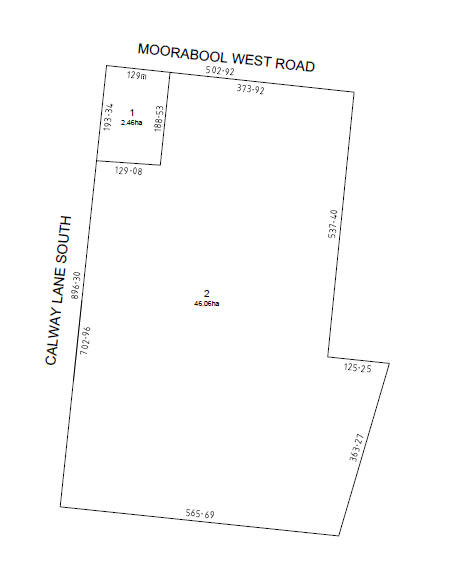 MOORABOOL WEST ROAD
502·92
129m
373·92
193·34
1
2.46ha
188·53
129·08
537·40
CALWAY LANE SOUTH
896·30
702·96
2
46.06ha
125·25
363·27
565·69